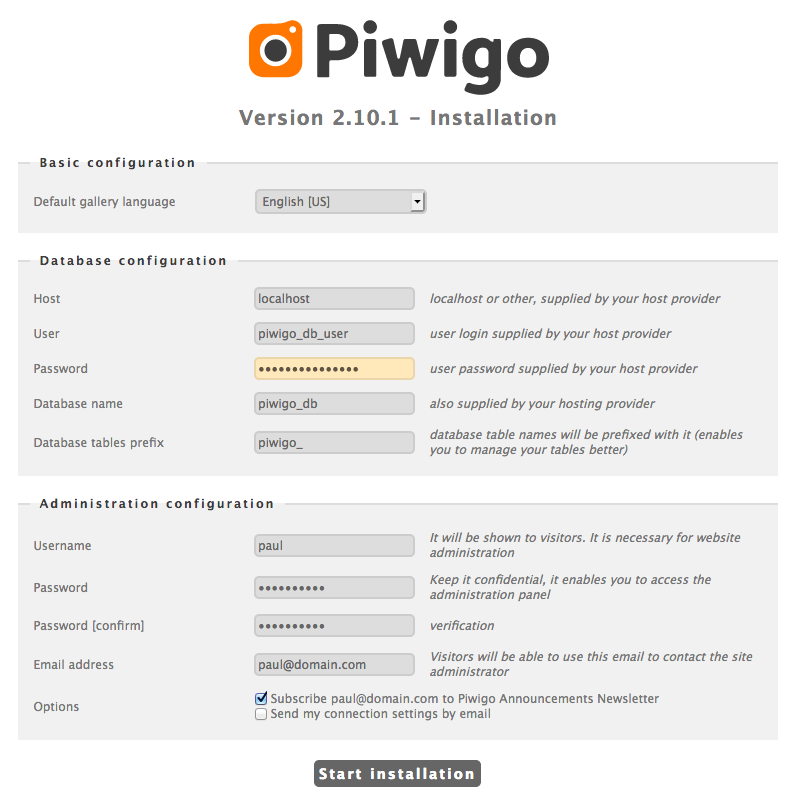 Piwigo
Version 2.10.1 - Installation
Basic configuration
Default gallery language
English [US]
Database configuration
Host
localhost
localhost or other, supplied by your host provider
User
piwigo_db_user
user login supplied by your host provider
Password
•••••••••••••••
user password supplied by your host provider
Database name
piwigo_db
also supplied by your hosting provider
Database tables prefix
piwigo_
database table names will be prefixed with it (enables
you to manage your tables better)
Administration configuration
Username
paul
It will be shown to visitors. It is necessary for website
administration
Password
••••••••••
Keep it confidential, it enables you to access the
administration panel
Password [confirm]
••••••••••
verification
Email address
paul@domain.com
Visitors will be able to use this email to contact the site
administrator
Options
Subscribe paul@domain.com to Piwigo Announcements Newsletter
Send my connection settings by email
Start installation